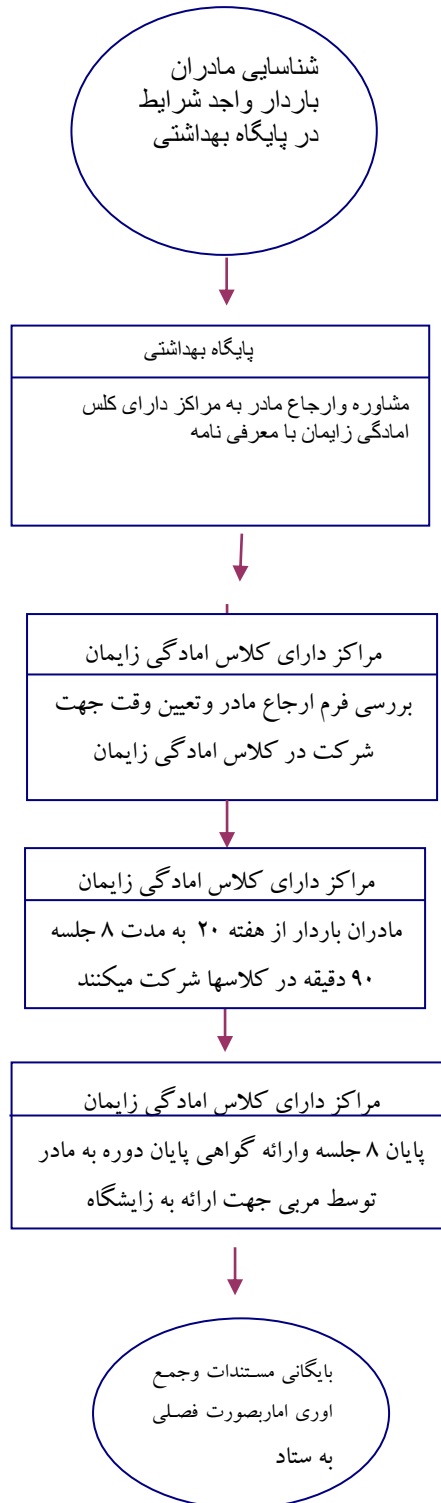 شناسایی مادران
باردار واجد شرایط
در پایگاه بهداشتی
پایگاه بهداشتی
مشاوره وارجاع مادر به مراکز دارای کلس
امادگی زایمان با معرفی نامه
مراکز دارای کلاس امادگی زایمان
بررسی فرم ارجاع مادر وتعیین وقت جهت
شرکت در کلاس امادگی زایمان
مراکز دارای کلاس امادگی زایمان
مادران باردار از هفته ۲۰ به مدت ۸ جلسه
۹۰ دقیقه در کلاسها شرکت میکنند
مراکز دارای کلاس امادگی زایمان
پایان ۸ جلسه وارائه گواهی پایان دوره به مادر
توسط مربی جهت ارائه به زایشگاه
بایگانی مستندات وجمع
اوری اماربصورت فصلی
به ستاد